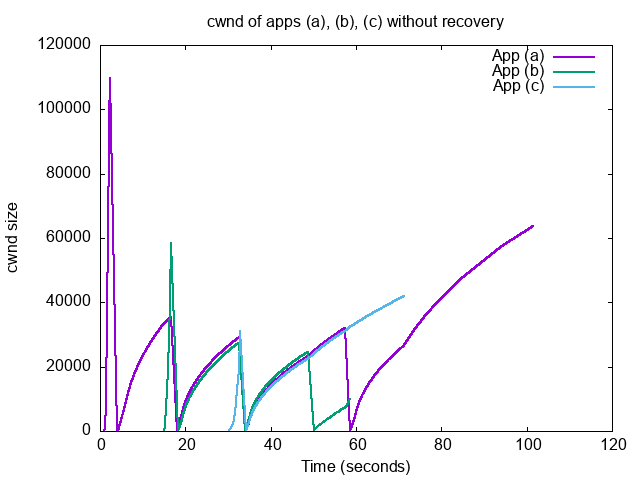 cwnd of apps (a), (b), (c) without recovery
120000
100000
80000
60000
40000
20000
0
cwnd size
App (a)
App (b)
App (c)
0 20 40 60 80 100 120
Time (seconds)